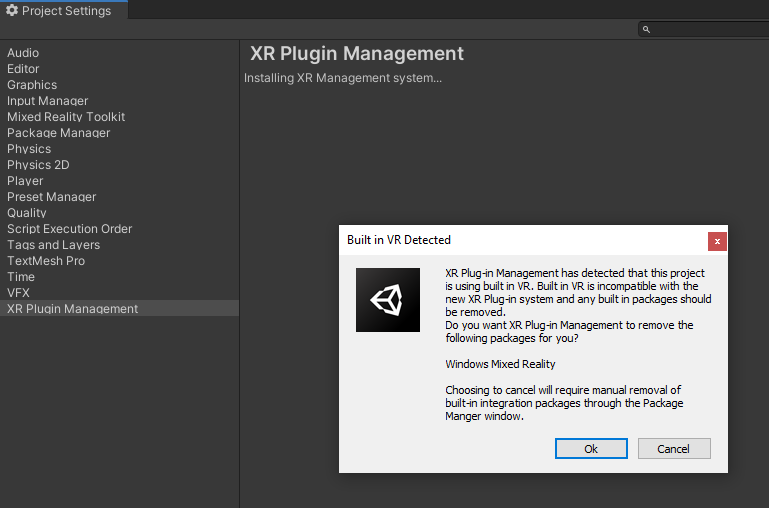 Project Settings
XR Plugin Management
Installing XR Management system...
Audio
Editor
Graphics
Input Manager
Mixed Reality Toolkit
Package Manager
Physics
Physics 2D
Player
Preset Manager
Quality
Script Execution Order
Tags and Layers
TextMesh Pro
Time
VFX
XR Plugin Management
Built in VR Detected
x
XR Plug-in Management has detected that this project
is using built in VR. Built in VR is incompatible with the
new XR Plug-in system and any built in packages should
be removed.
Do you want XR Plug-in Management to remove the
following packages for you?
Windows Mixed Reality
Choosing to cancel will require manual removal of
built-in integration packages through the Package
Manger window.
Ok
Cancel